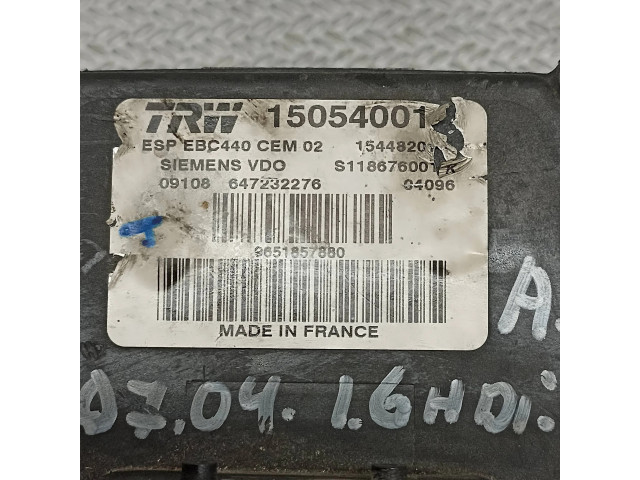 TRW 15054001
ESP EBC440 CEM 02 1544820
SIEMENS VDO S118676001
09108 647232276 04096
9651857880
MADE IN FRANCE
A.
07.04. 1.6HDi.